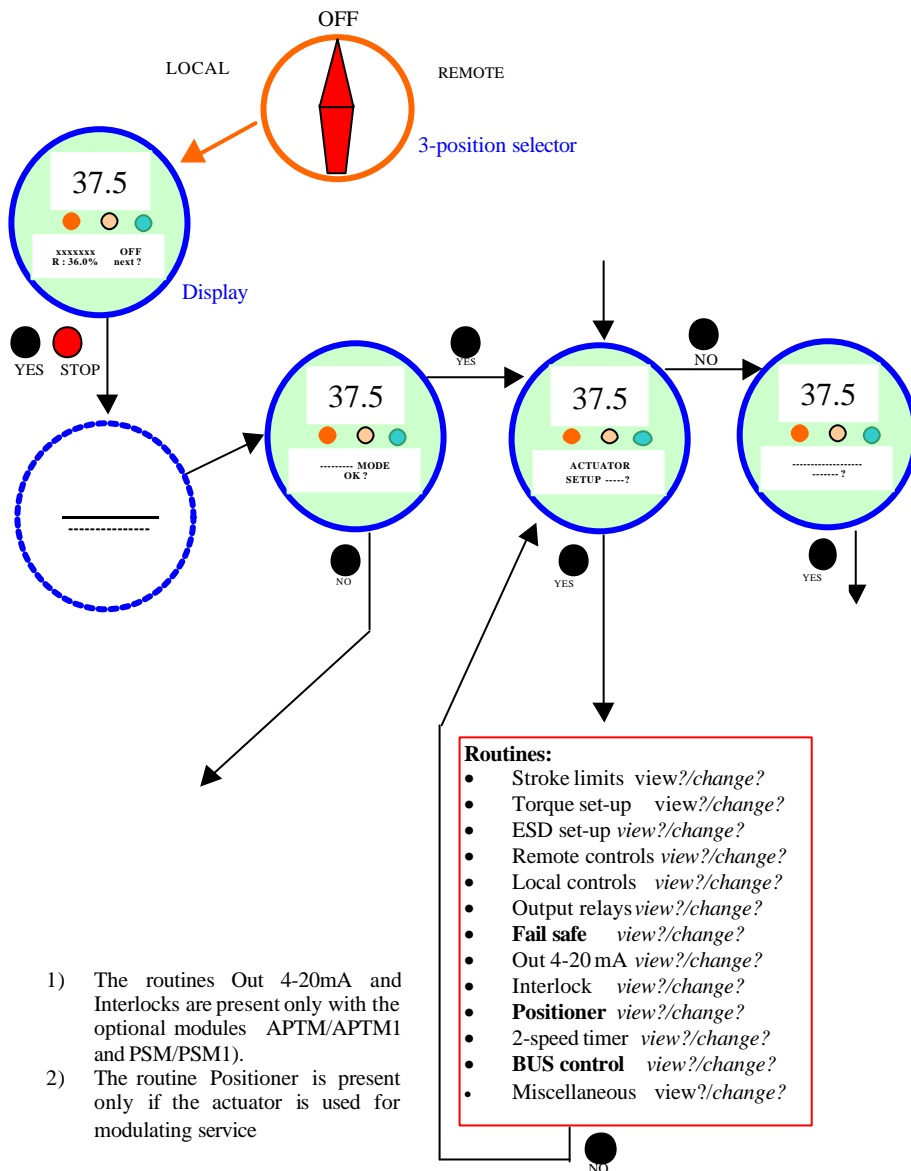 OFF
LOCAL
REMOTE
3-position selector
37.5
xxxxxxx OFF
R : 36.0% next ?
Display
YES STOP
37.5
--------- MODE
OK ?
YES
NO
---------------
37.5
ACTUATOR
SETUP -----?
NO
YES
37.5
-------------------
------- ?
YES
Routines:
• Stroke limits view?/change?
• Torque set-up view?/change?
• ESD set-up view?/change?
• Remote controls view?/change?
• Local controls view?/change?
• Output relays view?/change?
• Fail safe view?/change?
• Out 4-20 mA view?/change?
• Interlock view?/change?
• Positioner view?/change?
• 2-speed timer view?/change?
• BUS control view?/change?
• Miscellaneous view?/change?
NO
1) The routines Out 4-20mA and
Interlocks are present only with the
optional modules APTM/APTM1
and PSM/PSM1).
2) The routine Positioner is present
only if the actuator is used for
modulating service